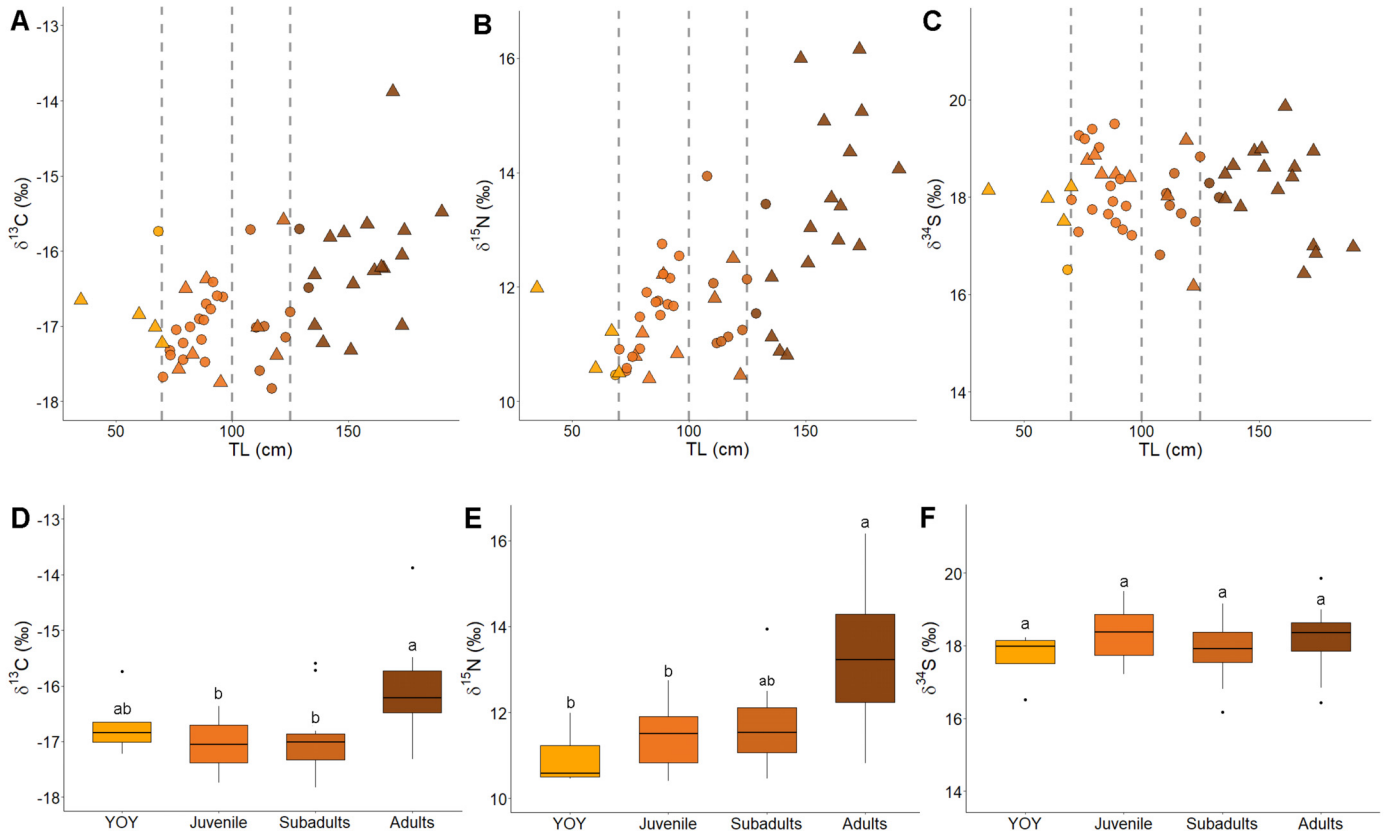 A
-13
-14
-15
-16
-17
-18
δ13C (‰)
50 100 150
TL (cm)
B
16
14
12
10
δ15N (‰)
50 100 150
TL (cm)
C
20
18
16
14
δ34S (‰)
50 100 150
TL (cm)
D
-13
-14
-15
-16
-17
-18
δ13C (‰)
ab b b a
YOY Juvenile Subadults Adults
E
16
14
12
10
δ15N (‰)
b b ab a
YOY Juvenile Subadults Adults
F
20
18
16
14
δ34S (‰)
a a a a
YOY Juvenile Subadults Adults